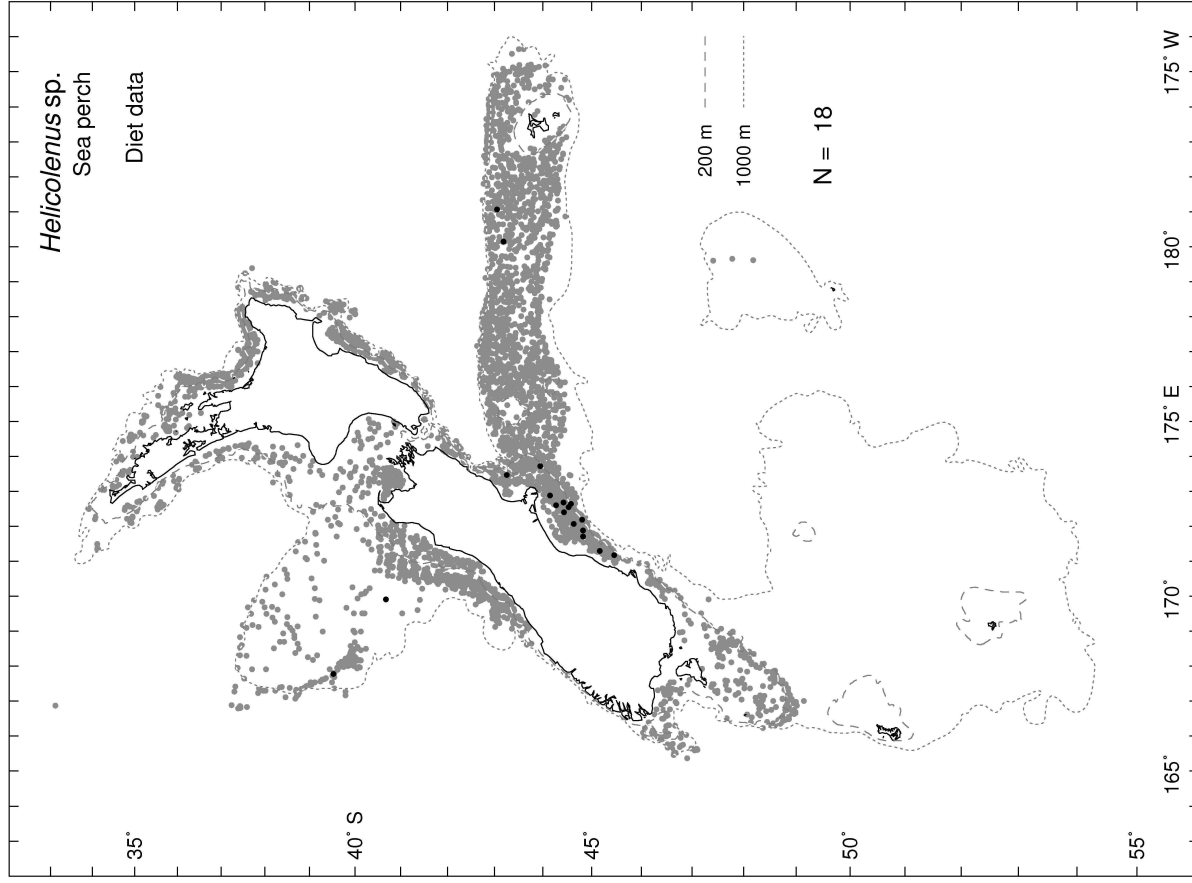 Helicolenus sp.
Sea perch
Diet data
200 m
1000 m
N = 18
35°
40° S
45°
50°
55°
165°
170°
175° E
180°
175° W